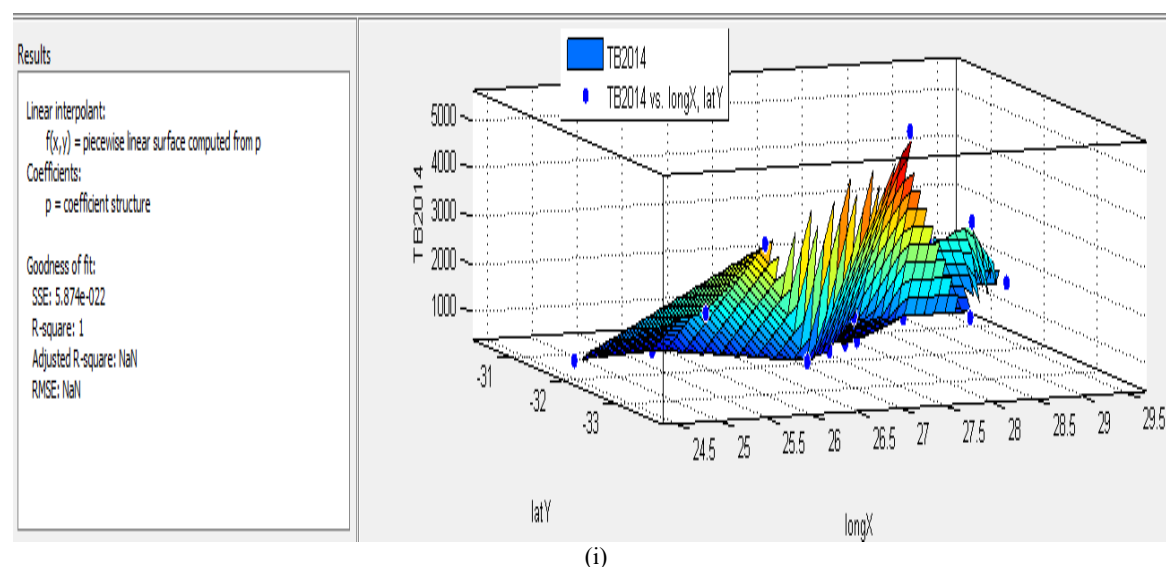 Results
Linear interpolant:
f(x,y) = piecewise linear surface computed from p
Coefficients:
p = coefficient structure
Goodness of fit:
SSE: 5.874e-022
R-square: 1
Adjusted R-square: NaN
RMSE: NaN
TB2014
TB2014 vs. longX, latY
5000
4000
3000
2000
1000
TB2014
-31
-32
-33
24.5
25
25.5
26
26.5
27
27.5
28
28.5
29
29.5
latY
longX
(i)